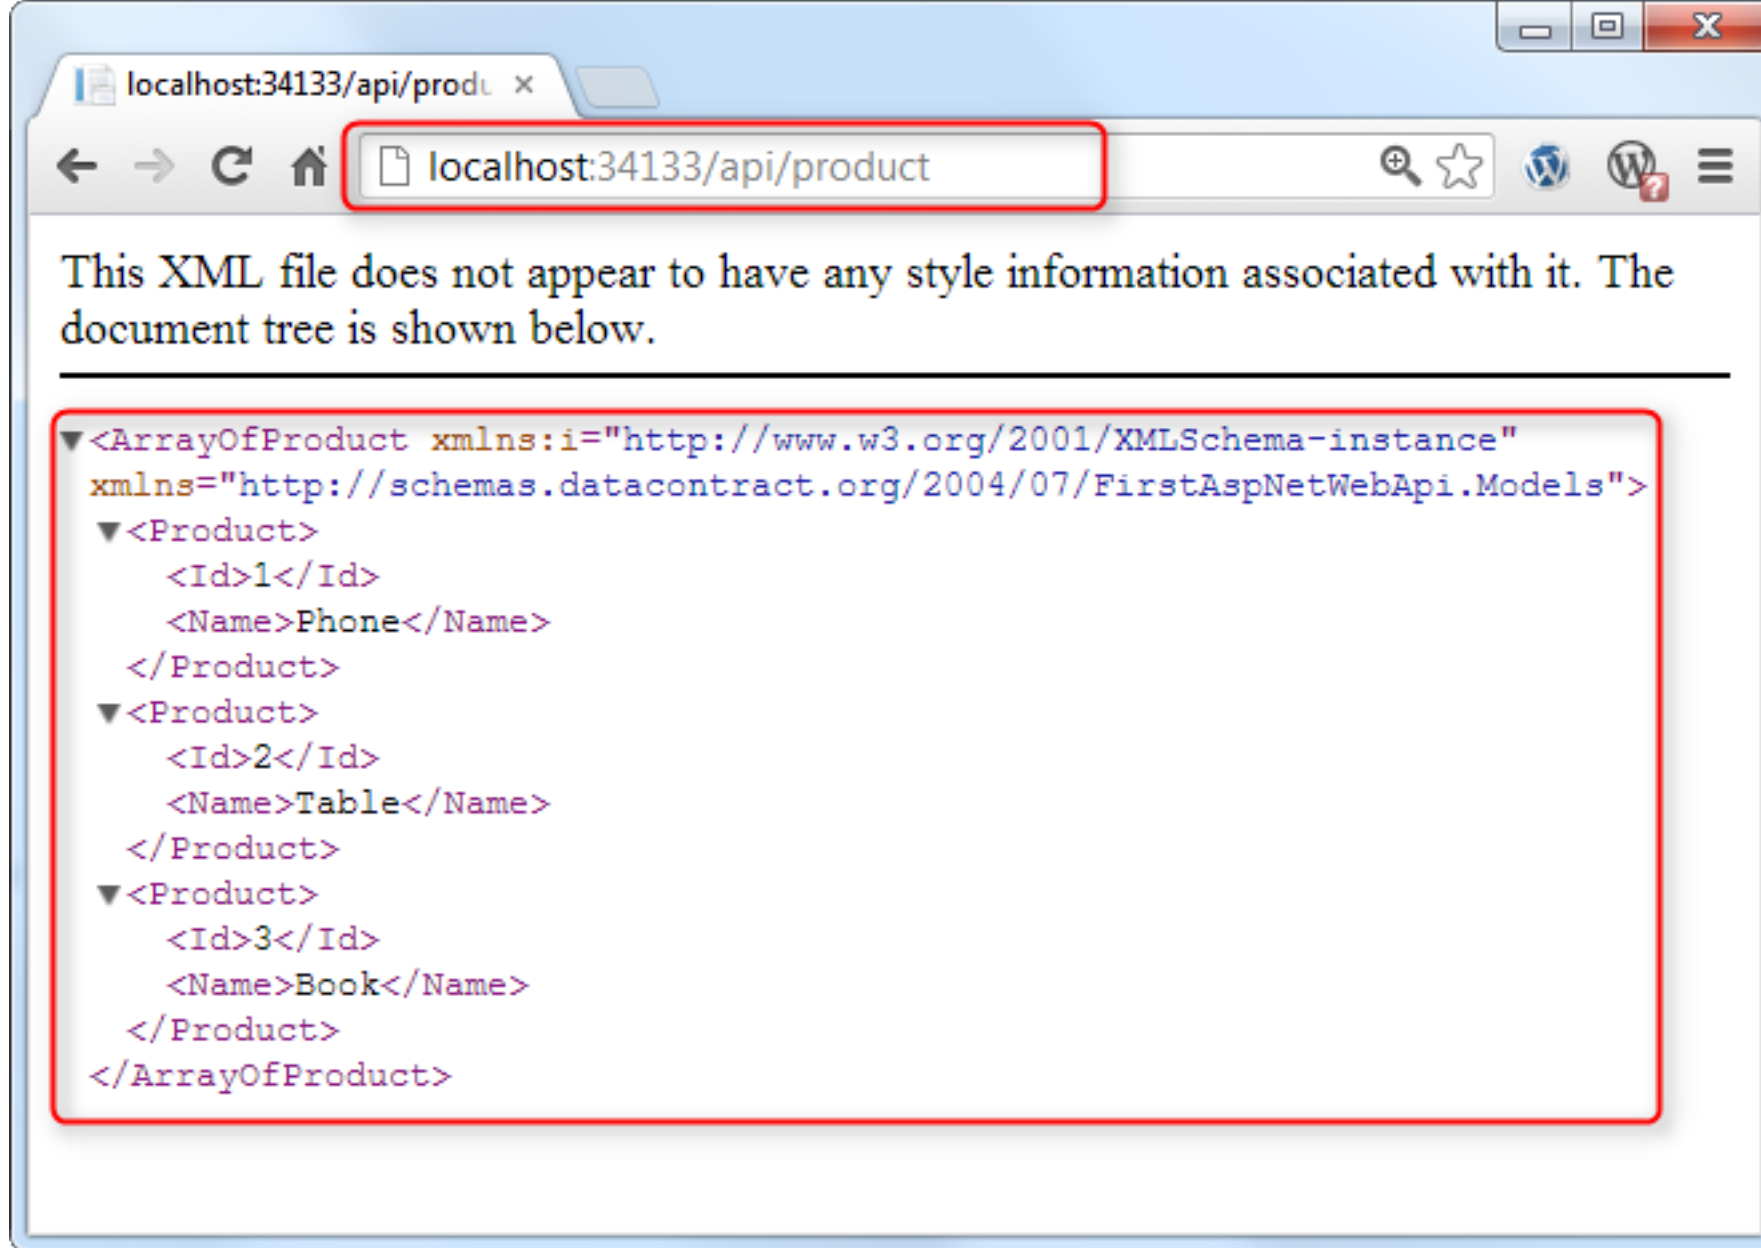 localhost:34133/api/produ
localhost:34133/api/product
This XML file does not appear to have any style information associated with it. The
document tree is shown below.
▼<ArrayOfProduct xmlns:i="http://www.w3.org/2001/XMLSchema-instance"
xmlns="http://schemas.datacontract.org/2004/07/FirstAspNetWebApi.Models">
▼<Product>
<Id>1</Id>
<Name>Phone</Name>
</Product>
▼<Product>
<Id>2</Id>
<Name>Table</Name>
</Product>
▼<Product>
<Id>3</Id>
<Name>Book</Name>
</Product>
</ArrayOfProduct>